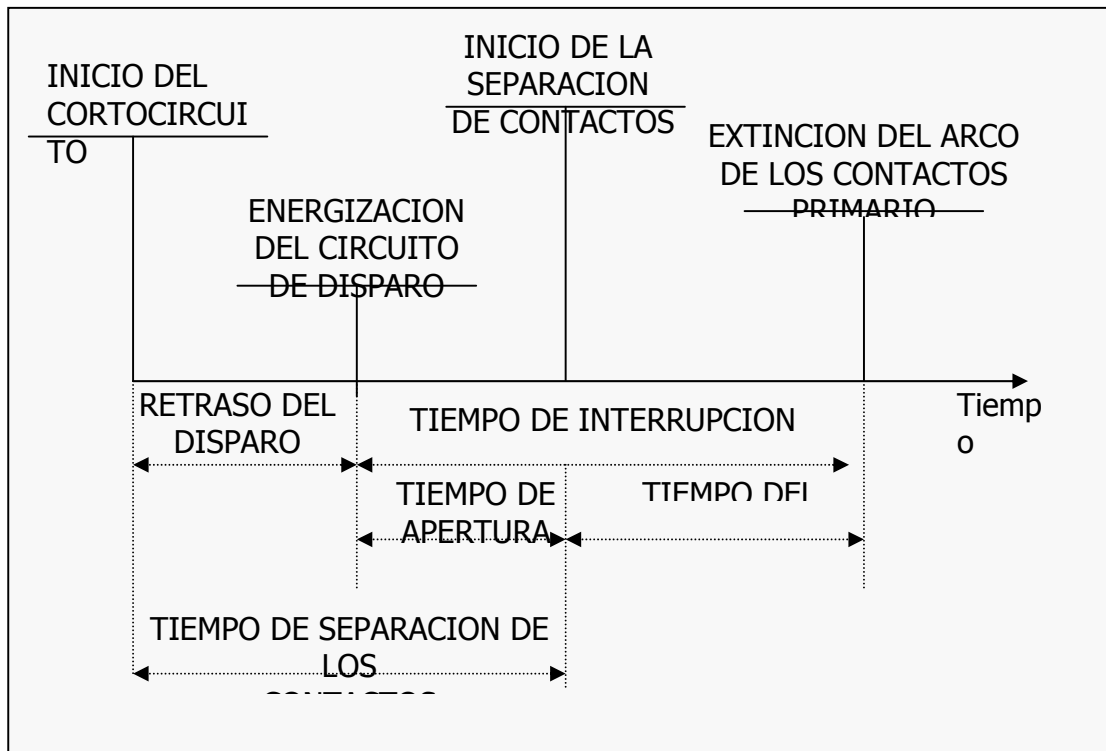 INICIO DEL
CORTOCIRCUI
TO
INICIO DE LA
SEPARACION
DE CONTACTOS
EXTINCION DEL ARCO
DE LOS CONTACTOS
PRIMARIO
ENERGIZACION
DEL CIRCUITO
DE DISPARO
RETRASO DEL
DISPARO
TIEMPO DE INTERRUPCION
Tiemp
o
TIEMPO DE
APERTURA
TIEMPO DEL
TIEMPO DE SEPARACION DE
LOS
CONTACTOS